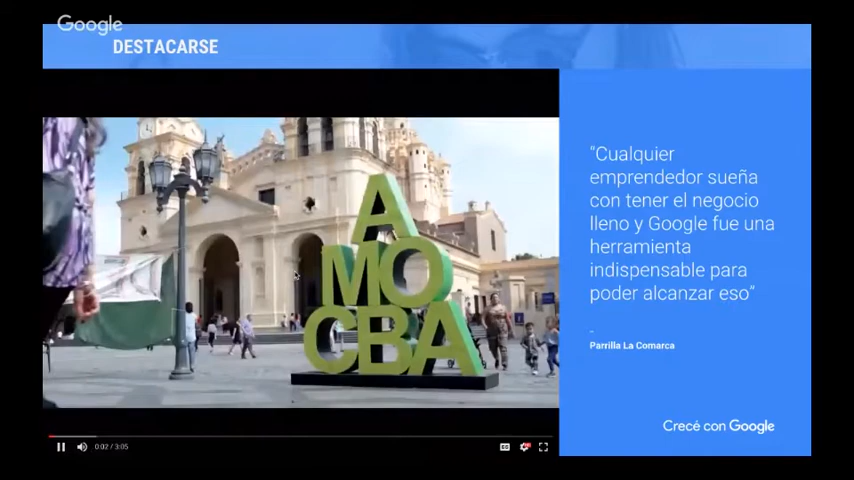 Google
DESTACARSE
A
MO
CBA
“Cualquier
emprendedor sueña
con tener el negocio
lleno y Google fue una
herramienta
indispensable para
poder alcanzar eso”
-
Parrilla La Comarca
Crecé con Google
0:02 / 3:05